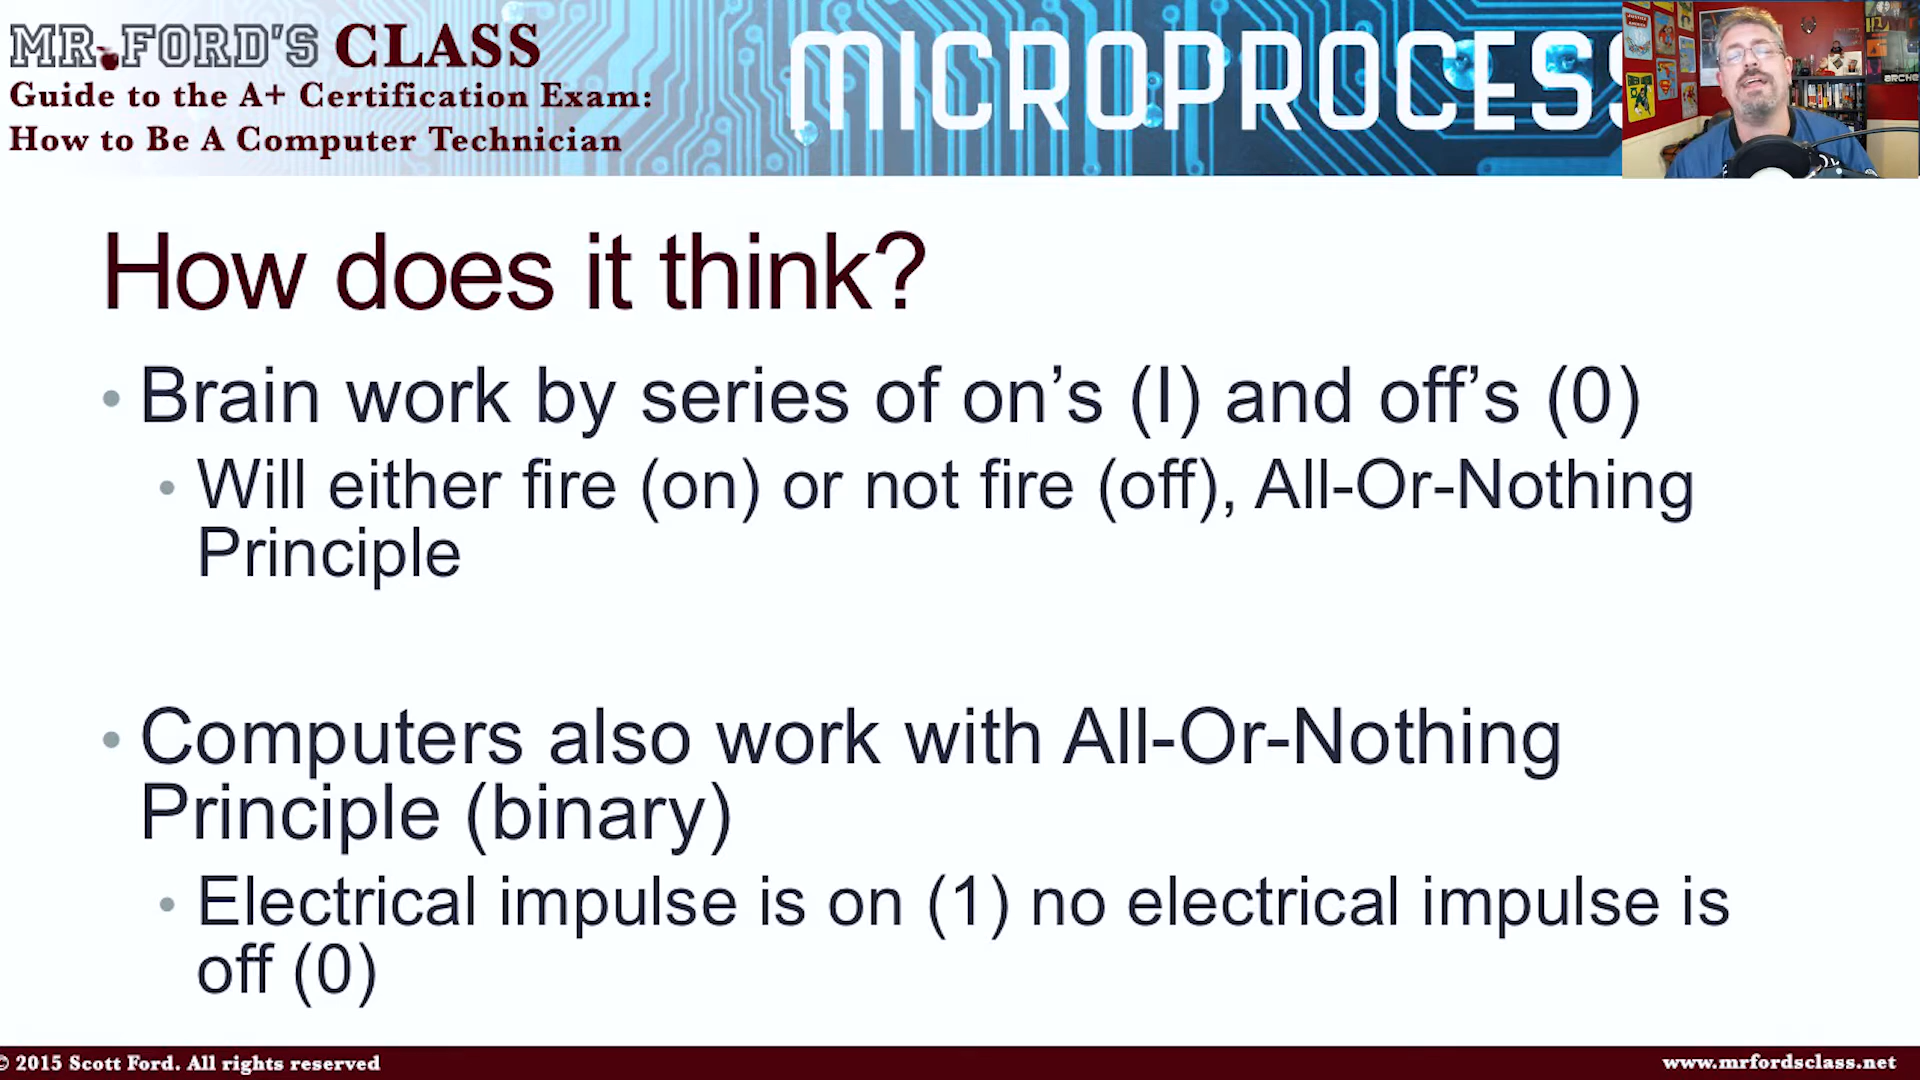 MR. FORD'S CLASS
Guide to the A+ Certification Exam:
How to Be A Computer Technician
MICROPROCESS
ARCHE
How does it think?
• Brain work by series of on’s (I) and off’s (0)
• Will either fire (on) or not fire (off), All-Or-Nothing
Principle
• Computers also work with All-Or-Nothing
Principle (binary)
• Electrical impulse is on (1) no electrical impulse is
off (0)
© 2015 Scott Ford. All rights reserved
www.mrfordsclass.net